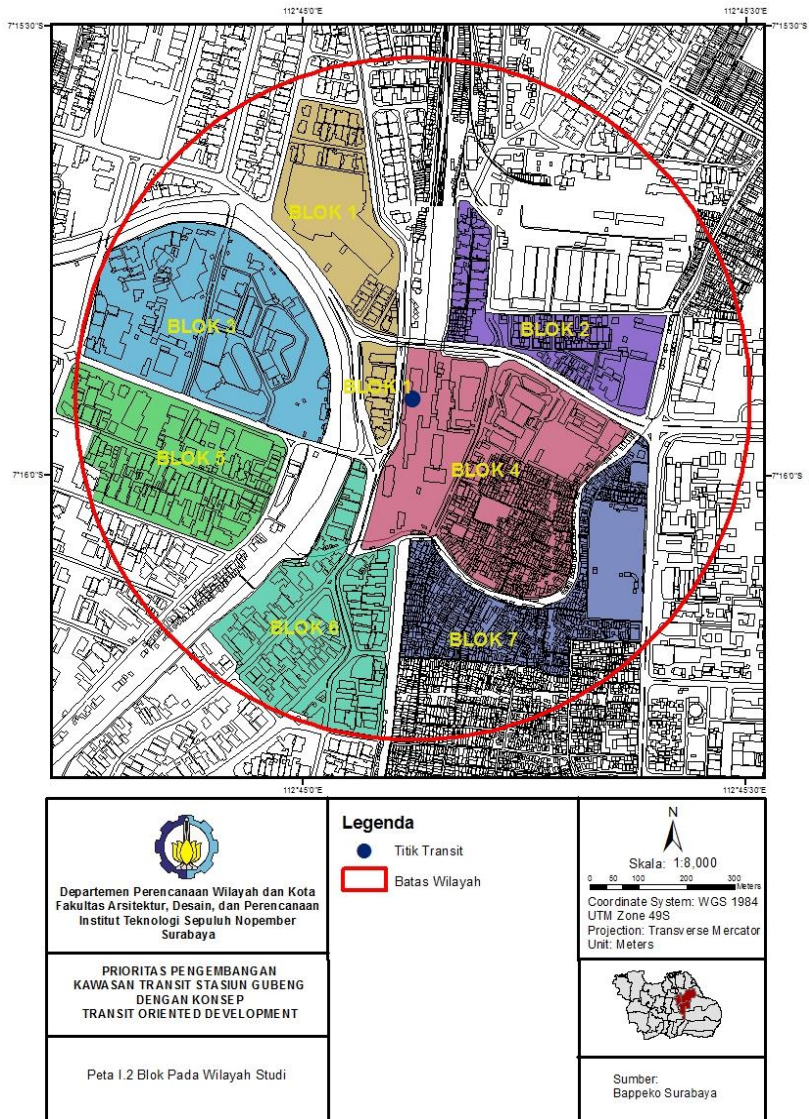 112°45'0"E
112°45'30"E
7°15'30"S
7°15'30"S
BLOK 1
BLOK 3
BLOK 2
BLOK 1
BLOK 5
BLOK 4
7°16'0"S
7°16'0"S
BLOK 6
BLOK 7
112°45'0"E
112°45'30"E
Departemen Perencanaan Wilayah dan Kota
Fakultas Arsitektur, Desain, dan Perencanaan
Institut Teknologi Sepuluh Nopember
Surabaya
PRIORITAS PENGEMBANGAN
KAWASAN TRANSIT STASIUN GUBENG
DENGAN KONSEP
TRANSIT ORIENTED DEVELOPMENT
Peta I.2 Blok Pada Wilayah Studi
Legenda
Titik Transit
Batas Wilayah
N
Skala: 1:8,000
0 50 100 200 300
Meters
Coordinate System: WGS 1984
UTM Zone 49S
Projection: Transverse Mercator
Unit: Meters
Sumber:
Bappeko Surabaya